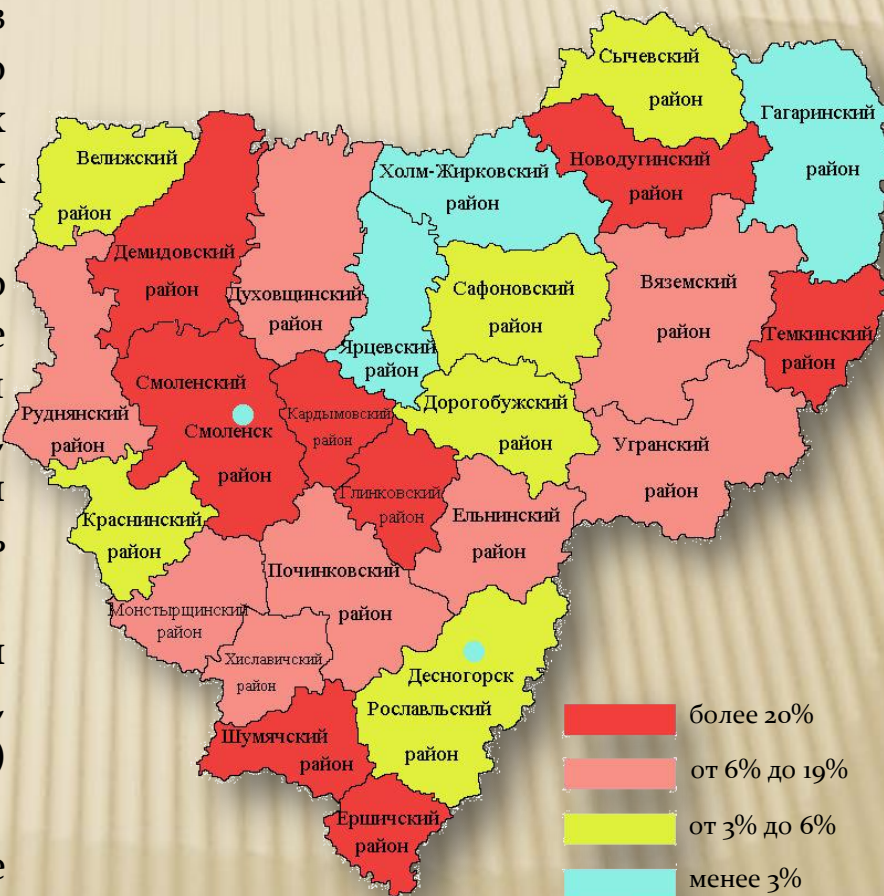 Сычевский
район
Гагаринский
район
Велижский
район
Холм-Жирковский
район
Новодугинский
район
Демидовский
район
Духовщинский
район
Сафоновский
район
Вяземский
район
Темкинский
район
Ярцевский
район
Смоленский
Смоленск
район
Кардымовский
район
Дорогобужский
район
Руднянский
район
Угранский
район
Глинковский
район
Ельнинский
район
Краснинский
район
Починковский
район
Монстырщинский
район
Хиславичский
район
Десногорск
Рославльский
район
Шумячский
район
Ершичский
район
более 20%
от 6% до 19%
от 3% до 6%
менее 3%